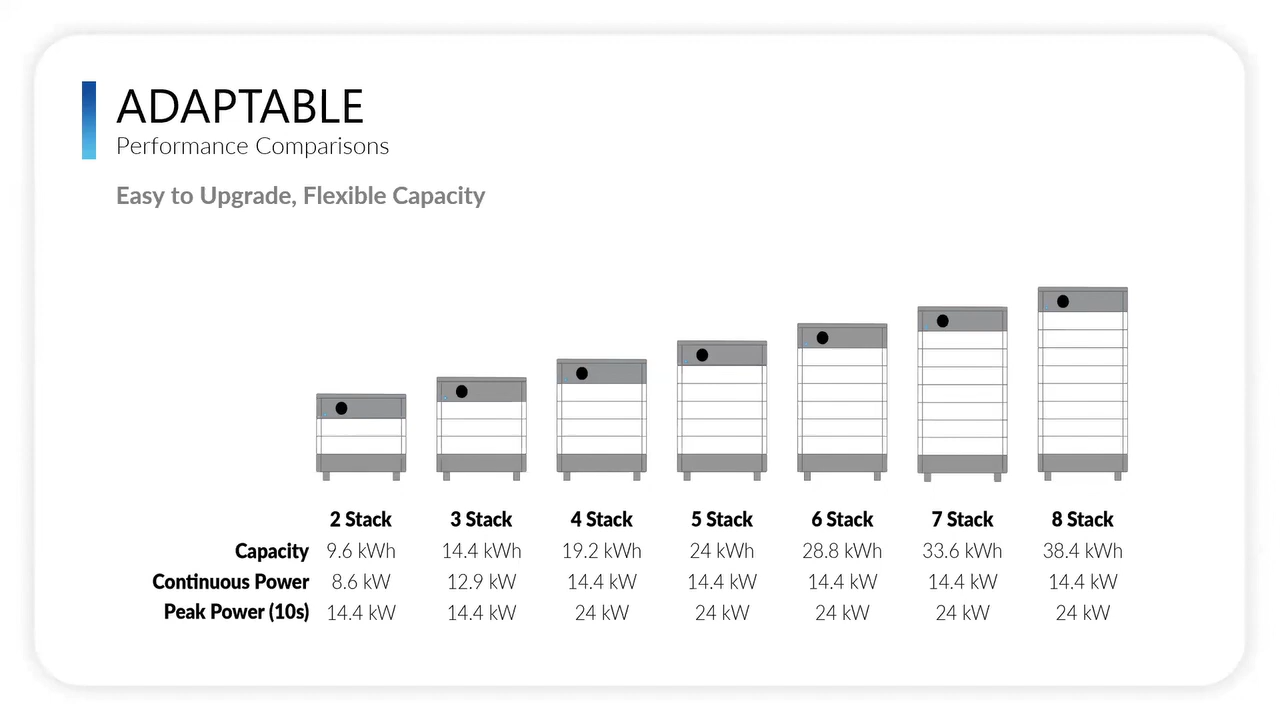 ADAPTABLE
Performance Comparisons
Easy to Upgrade, Flexible Capacity
2 Stack 3 Stack 4 Stack 5 Stack 6 Stack 7 Stack 8 Stack
Capacity 9.6 kWh 14.4 kWh 19.2 kWh 24 kWh 28.8 kWh 33.6 kWh 38.4 kWh
Continuous Power 8.6 kW 12.9 kW 14.4 kW 14.4 kW 14.4 kW 14.4 kW 14.4 kW
Peak Power (10s) 14.4 kW 14.4 kW 24 kW 24 kW 24 kW 24 kW 24 kW